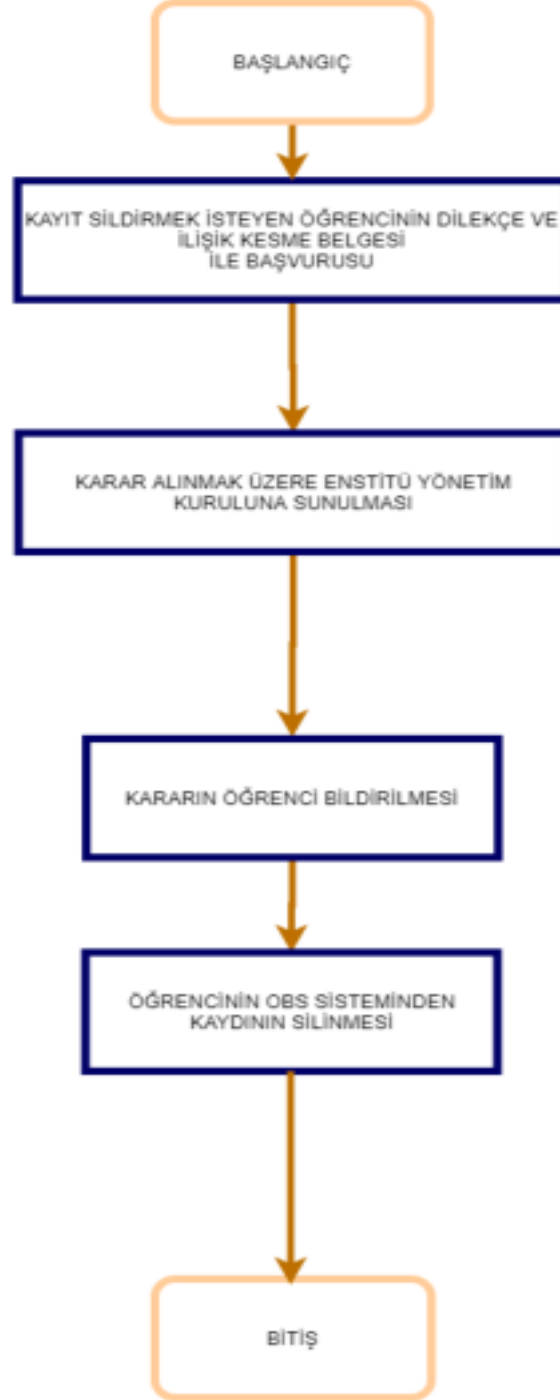 BAŞLANGIÇ
KAYIT SİLDİRMEK İSTEYEN ÖĞRENCİNİN DİLEKÇE VE
İLİŞİK KESME BELGESİ
İLE BAŞVURUSU
KARAR ALINMAK ÜZERE ENSTİTÜ YÖNETİM
KURULUNA SUNULMASI
KARARIN ÖĞRENCİ BİLDİRİLMESİ
ÖĞRENCİNİN OBS SİSTEMİNDEN
KAYDININ SİLİNMESİ
BİTİŞ